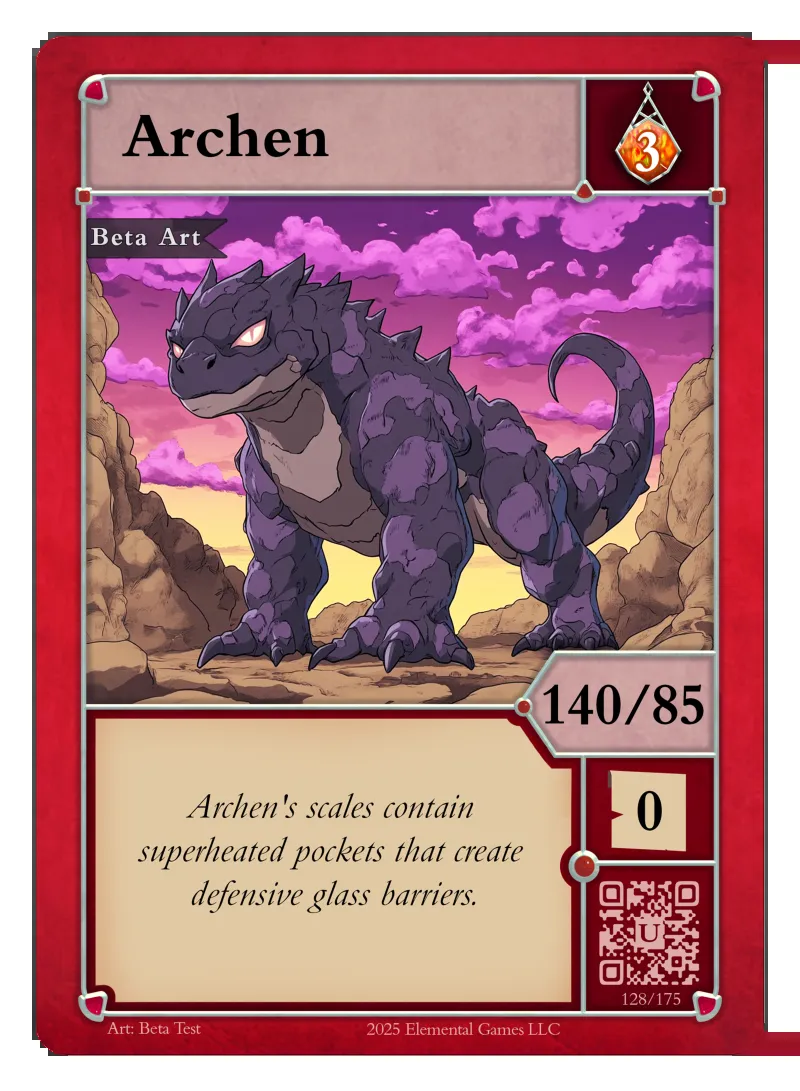 Archen
3
Beta Art
140/85
Archen's scales contain
superheated pockets that create
defensive glass barriers.
0
U
128/175
Art: Beta Test
2025 Elemental Games LLC